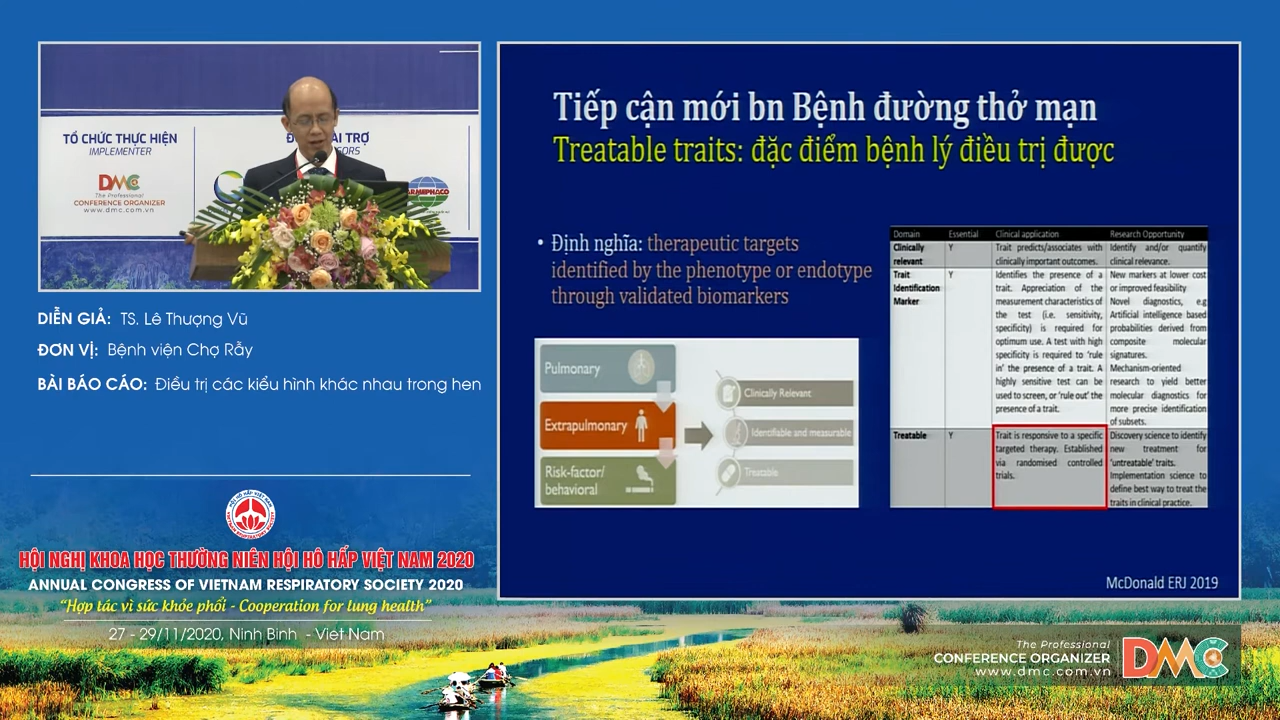 TỔ CHỨC THỰC HIỆN
IMPLEMENTER
DMC
The Professional
CONFERENCE ORGANIZER
www.dmc.com.vn
DIỄN GIẢ: TS. Lê Thượng Vũ
ĐƠN VỊ: Bệnh viện Chợ Rẫy
BÀI BÁO CÁO: Điều trị các kiểu hình khác nhau trong hen
HỘI HÔ HẤP VIỆT NAM
HỘI NGHỊ KHOA HỌC THƯỜNG NIÊN HỘI HÔ HẤP VIỆT NAM 2020
ANNUAL CONGRESS OF VIETNAM RESPIRATORY SOCIETY 2020
“Hợp tác vì sức khỏe phổi - Cooperation for lung health”
27 - 29/11/2020, Ninh Binh - Viet Nam
Tiếp cận mới bn Bệnh đường thở mạn
Treatable traits: đặc điểm bệnh lý điều trị được
• Định nghĩa: therapeutic targets
identified by the phenotype or endotype
through validated biomarkers
Pulmonary
Extrapulmonary
Risk-factor/
behavioral
Clinically Relevant
Identifiable and measurable
Treatable
Domain Essential Clinical application Research Opportunity
Clinically
relevant
Y
Trait predicts/associates with
clinically important outcomes.
Identify and/or quantify
clinical relevance.
Trait
Identification
Marker
Y
Identifies the presence of a
trait. Appreciation of the
measurement characteristics of
the test (i.e. sensitivity,
specificity) is required for
optimum use. A test with high
specificity is required to ‘rule
in’ the presence of a trait. A
highly sensitive test can be
used to screen, or ‘rule out’ the
presence of a trait.
New markers at lower cost
or improved feasibility
Novel diagnostics, e.g
Artificial intelligence based
probabilities derived from
composite molecular
signatures.
Mechanism-oriented
research to yield better
molecular diagnostics for
more precise identification
of subsets.
Treatable
Y
Trait is responsive to a specific
targeted therapy. Established
via randomised controlled
trials.
Discovery science to identify
new treatment for
‘untreatable’ traits.
Implementation science to
define best way to treat the
traits in clinical practice.
McDonald ERJ 2019
The Professional
CONFERENCE ORGANIZER
www.dmc.com.vn
DMC